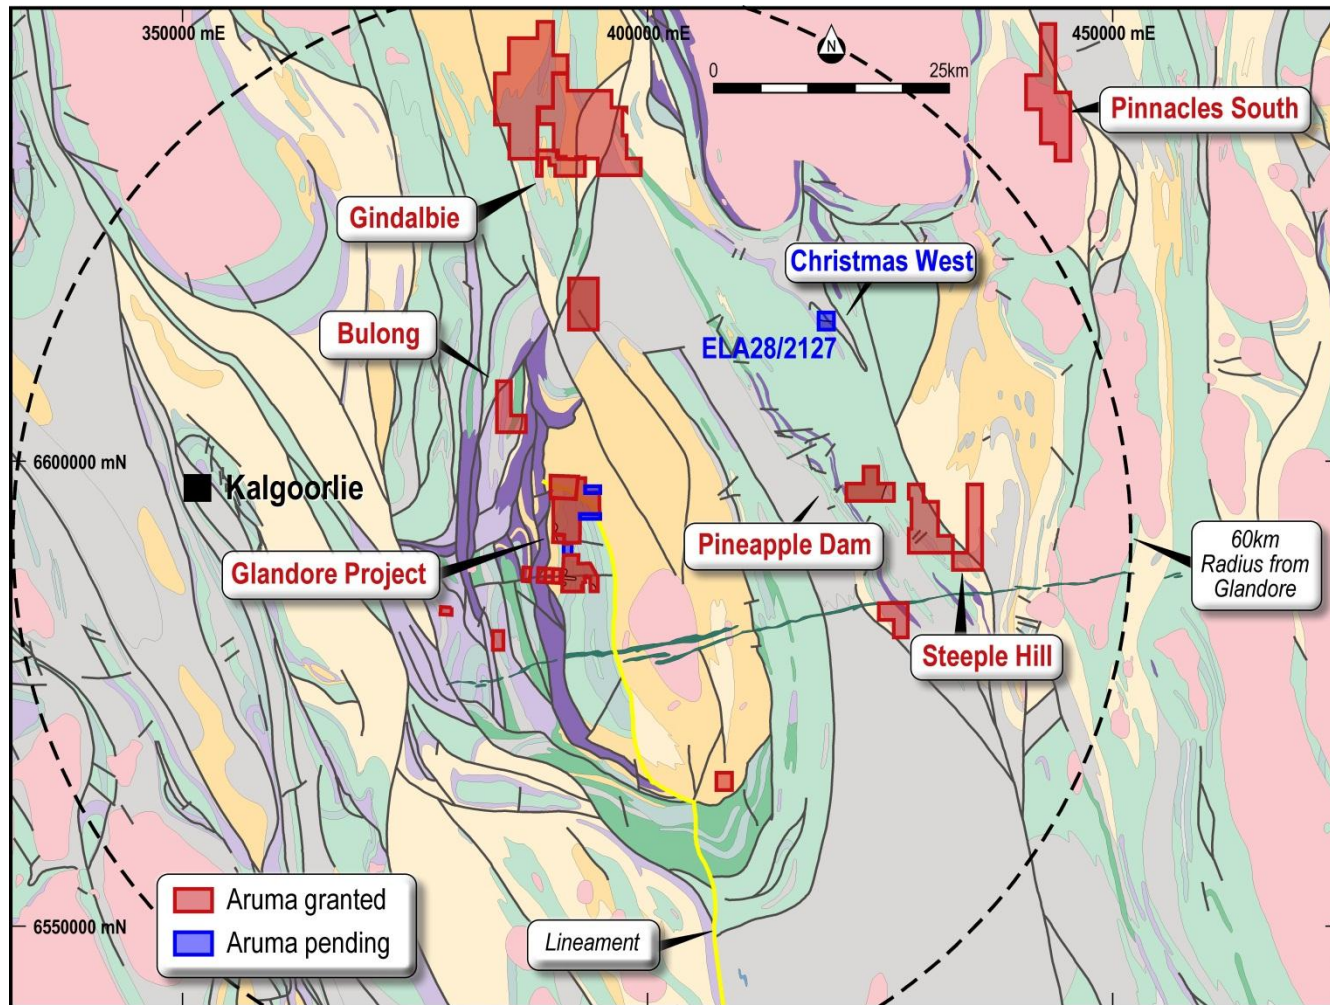 350000 mE
400000 mE
450000 mE
N
0
25km
Pinnacles South
Gindalbie
Christmas West
ELA28/2127
Bulong
6600000 mN
Kalgoorlie
Pineapple Dam
60km
Radius from
Glandore
Glandore Project
Steeple Hill
Aruma granted
Aruma pending
6550000 mN
Lineament